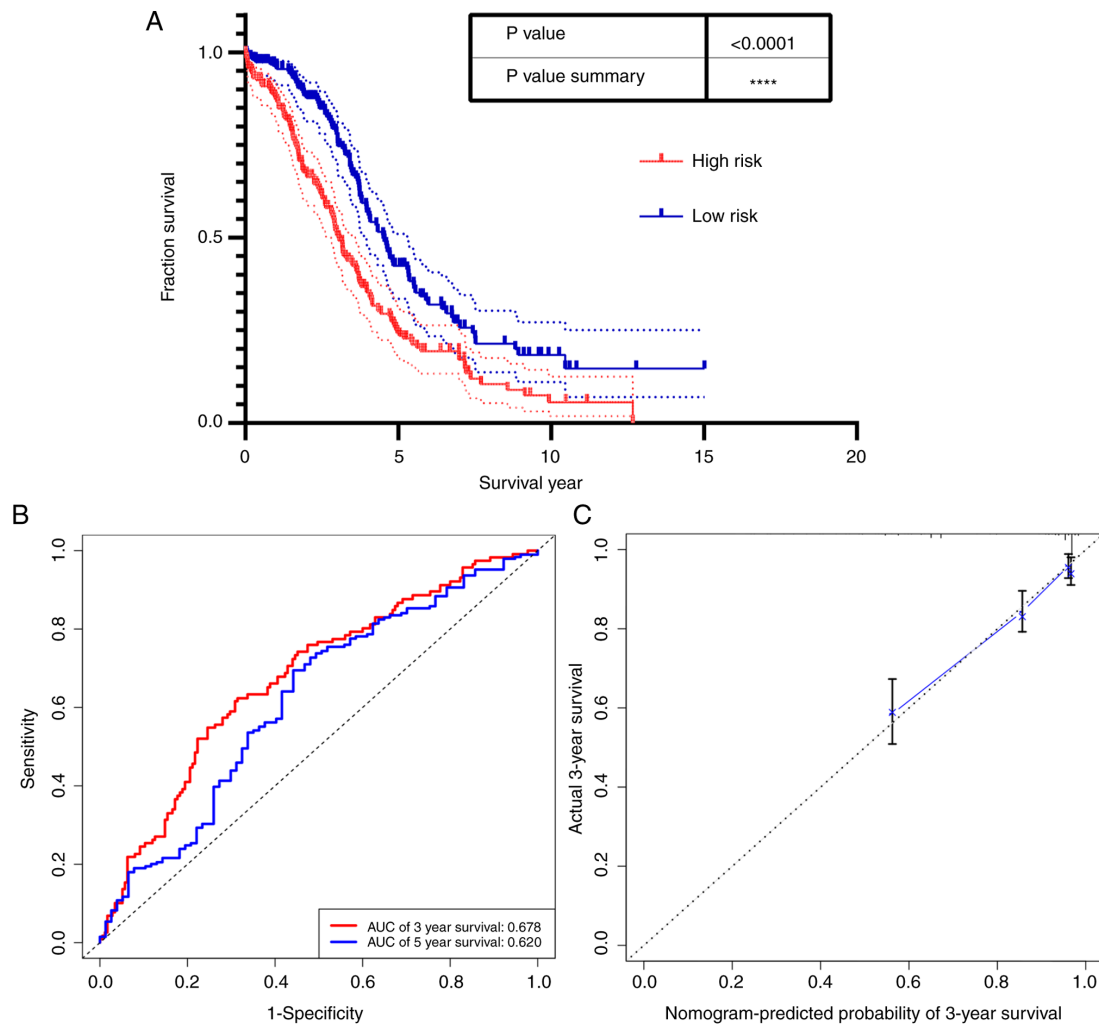 A
P value
<0.0001
P value summary
****
High risk
Low risk
Fraction survival
1.0
0.5
0.0
0
5
10
15
20
Survival year
B
Sensitivity
1.0
0.8
0.6
0.4
0.2
0.0
AUC of 3 year survival: 0.678
AUC of 5 year survival: 0.620
0.0
0.2
0.4
0.6
0.8
1.0
1-Specificity
C
Actual 3-year survival
1.0
0.8
0.6
0.4
0.2
0.0
0.0
0.2
0.4
0.6
0.8
1.0
Nomogram-predicted probability of 3-year survival